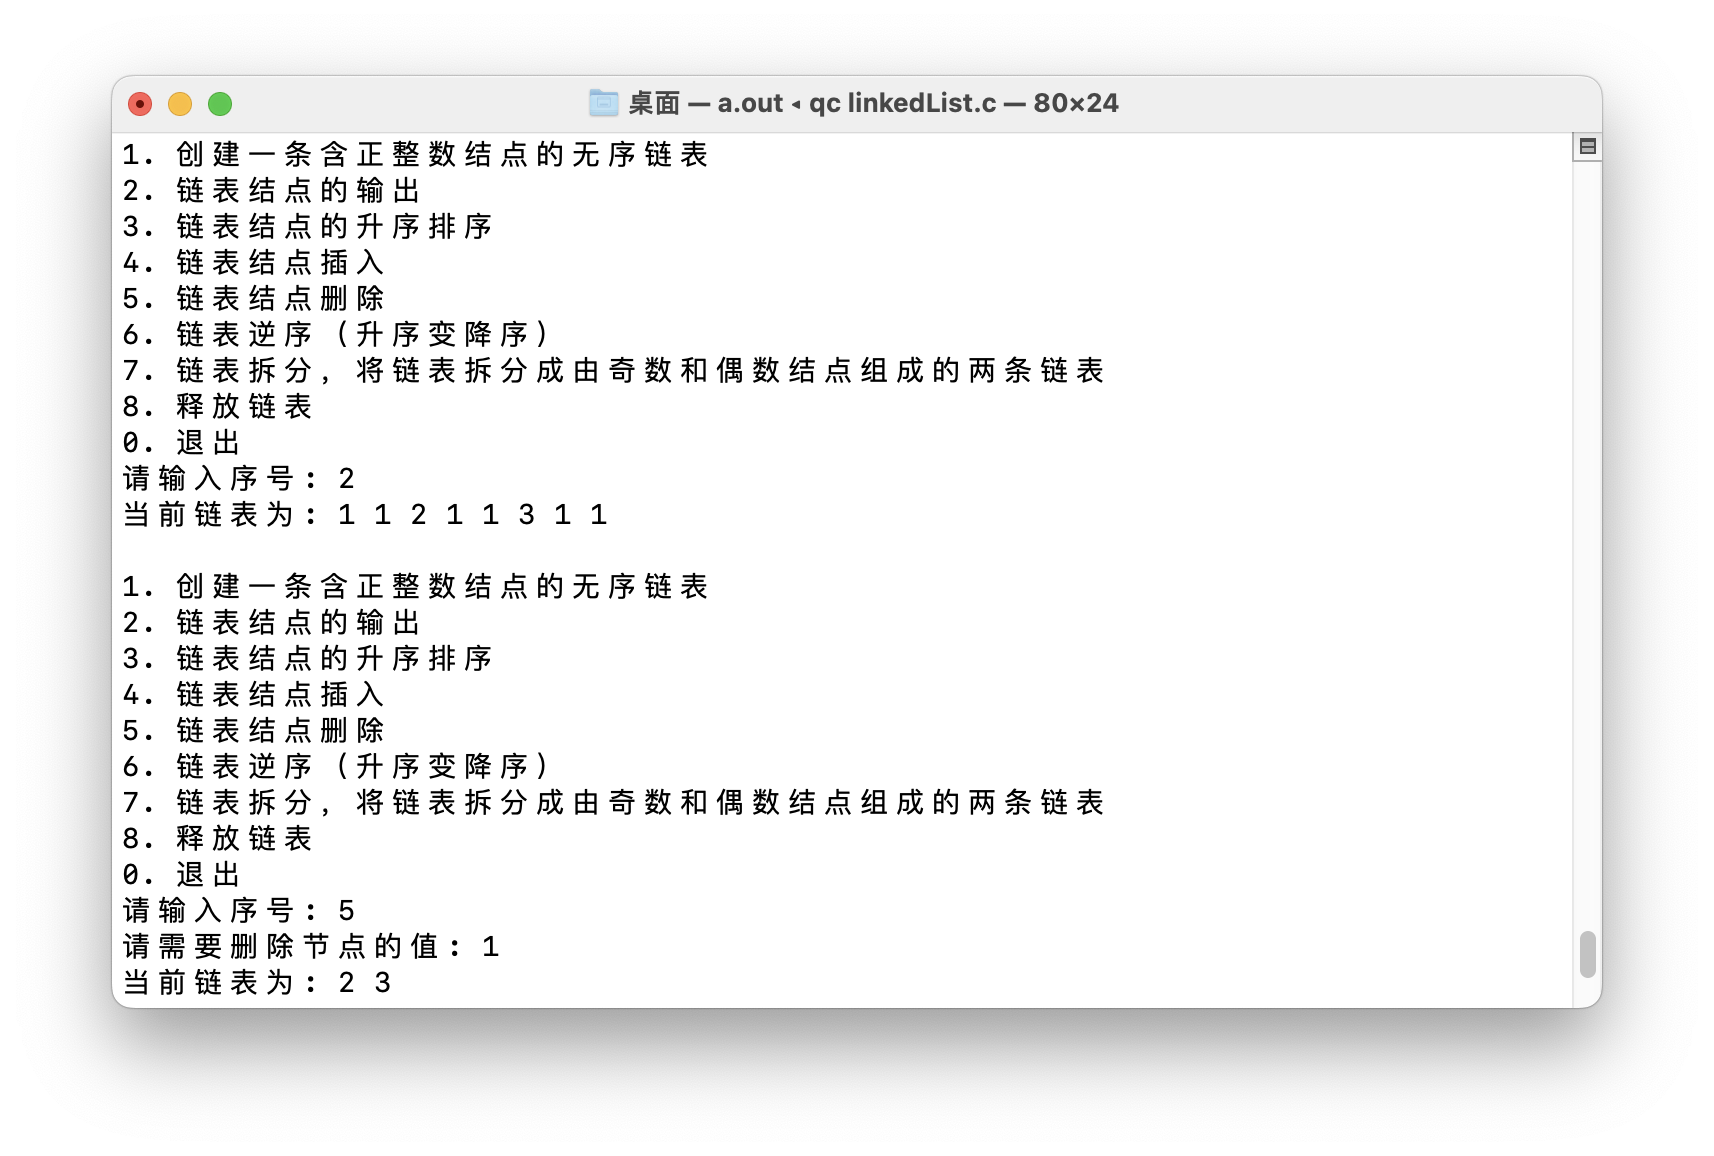 桌面 — a.out ◂ qc linkedList.c — 80×24
1. 创建一条含正整数结点的无序链表
2. 链表结点的输出
3. 链表结点的升序排序
4. 链表结点插入
5. 链表结点删除
6. 链表逆序（升序变降序）
7. 链表拆分，将链表拆分成由奇数和偶数结点组成的两条链表
8. 释放链表
0. 退出
请输入序号: 2
当前链表为: 1 1 2 1 1 3 1 1
1. 创建一条含正整数结点的无序链表
2. 链表结点的输出
3. 链表结点的升序排序
4. 链表结点插入
5. 链表结点删除
6. 链表逆序（升序变降序）
7. 链表拆分，将链表拆分成由奇数和偶数结点组成的两条链表
8. 释放链表
0. 退出
请输入序号: 5
请需要删除节点的值: 1
当前链表为: 2 3